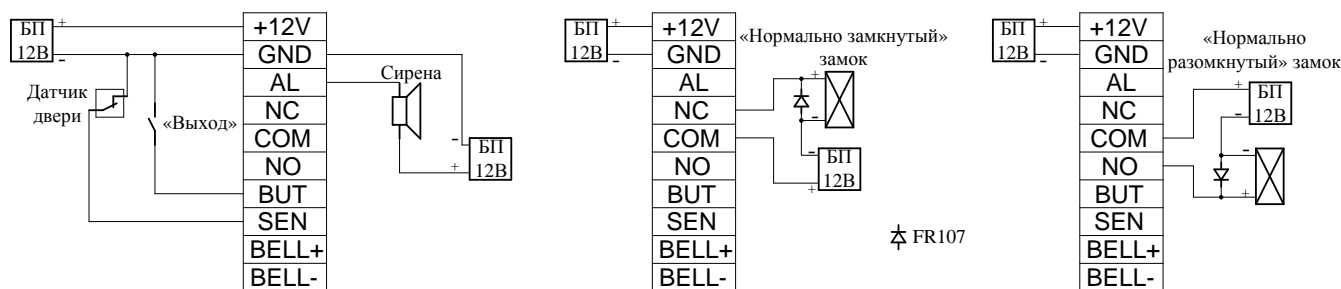 БП
12В
+
-
+12V
GND
AL
NC
COM
NO
BUT
SEN
BELL+
BELL-
Датчик
двери
«Выход»
Сирена
-
+
БП
12В
БП
12В
+
-
+12V
GND
AL
NC
COM
NO
BUT
SEN
BELL+
BELL-
«Нормально замкнутый»
замок
+
-
-
+
БП
12В
FR107
БП
12В
+
-
+12V
GND
AL
NC
COM
NO
BUT
SEN
BELL+
BELL-
«Нормально
разомкнутый» замок
+
-
БП
12В
-
+